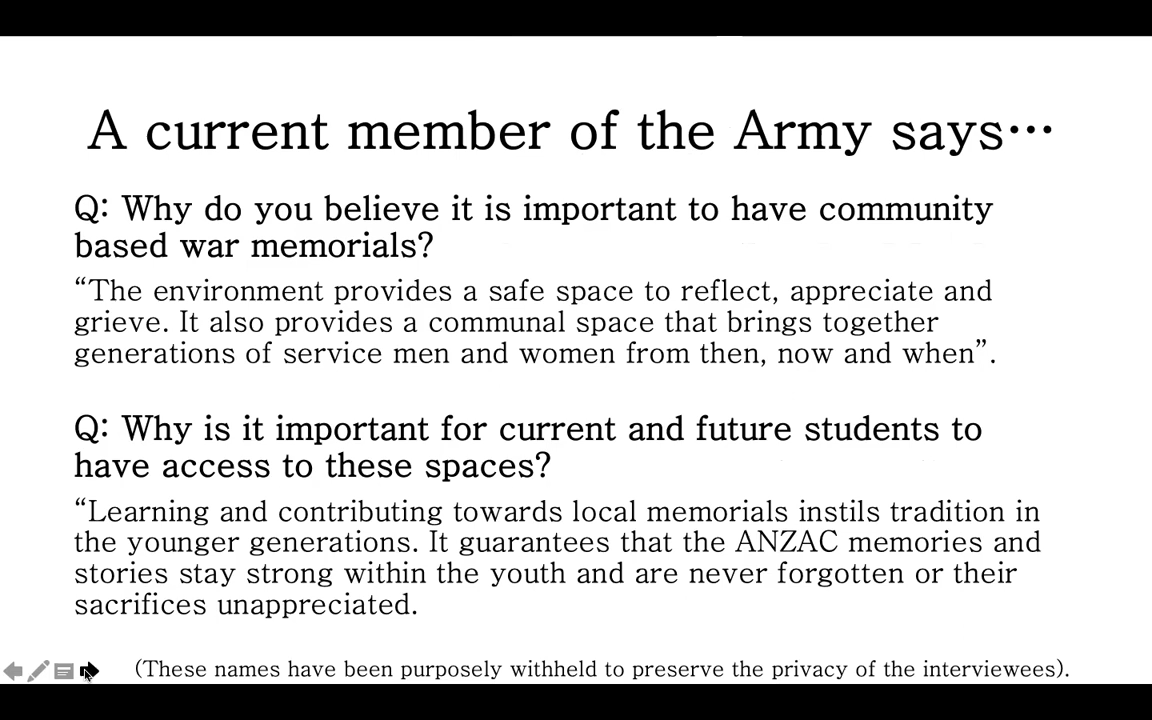 A current member of the Army says…
Q: Why do you believe it is important to have community
based war memorials?
“The environment provides a safe space to reflect, appreciate and
grieve. It also provides a communal space that brings together
generations of service men and women from then, now and when”.
Q: Why is it important for current and future students to
have access to these spaces?
“Learning and contributing towards local memorials instils tradition in
the younger generations. It guarantees that the ANZAC memories and
stories stay strong within the youth and are never forgotten or their
sacrifices unappreciated.
(These names have been purposely withheld to preserve the privacy of the interviewees).